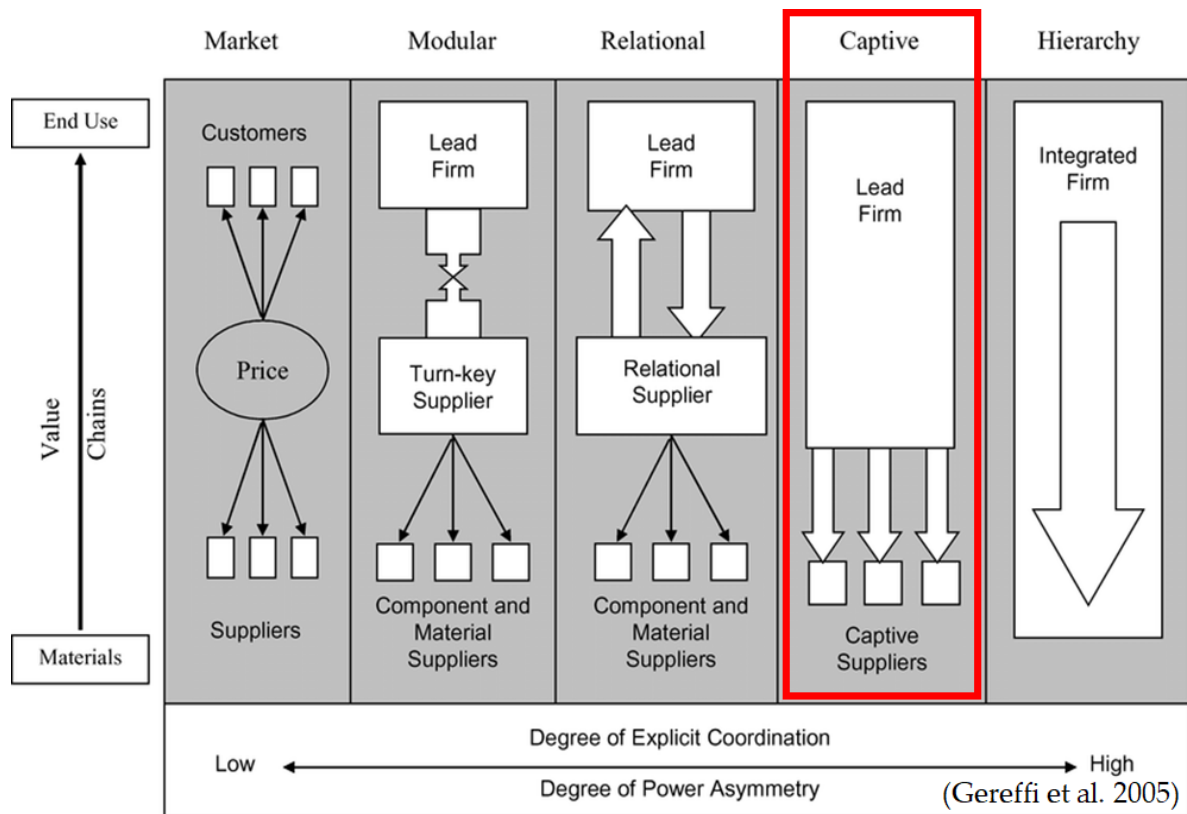 Market
Modular
Relational
Captive
Hierarchy
End Use
Value
Chains
Materials
Customers
Price
Suppliers
Lead
Firm
Turn-key
Supplier
Component and
Material
Suppliers
Lead
Firm
Relational
Supplier
Component and
Material
Suppliers
Lead
Firm
Captive
Suppliers
Integrated
Firm
Degree of Explicit Coordination
Low
High
Degree of Power Asymmetry
(Gereffi et al. 2005)